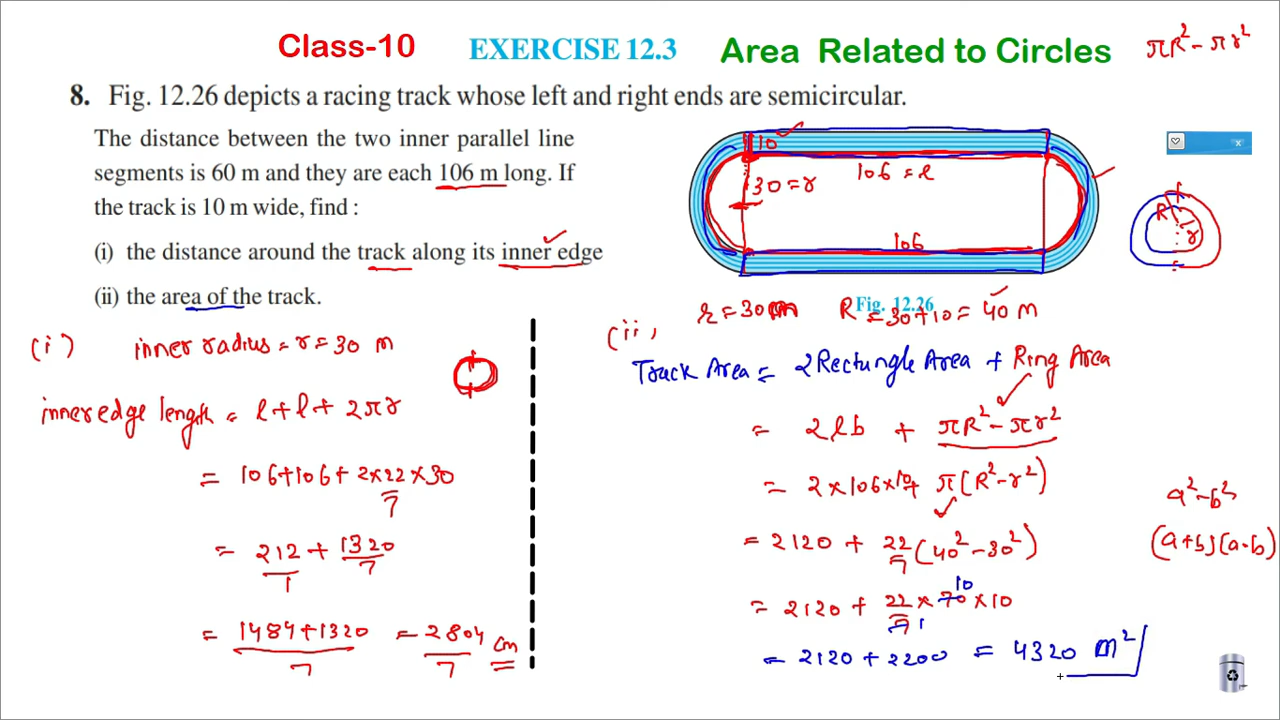 Class-10 EXERCISE 12.3 Area Related to Circles πR² - πr²
8. Fig. 12.26 depicts a racing track whose left and right ends are semicircular.
The distance between the two inner parallel line
segments is 60 m and they are each 106 m long. If
the track is 10 m wide, find :
(i) the distance around the track along its inner edge
(ii) the area of the track.
10
106 = l
30 = r
106
R
r
Fig. 12.26
(i) inner radius = r = 30 m
inner edge length = l + l + 2πr
= 106+106+ 2×22/7×30
= 212/1 + 1320/7
= 1484+1320/7 = 2804/7 cm
(ii) r = 30 m R = 30+10 = 40 m
Track Area = 2 Rectungle Area + Ring Area
= 2lb + πR² - πr²
= 2×106×10+ π(R²-r²)
= 2120 + 22/7 (40² - 30²)
= 2120 + 22/7 × 70 × 10
10
1
= 2120 + 2200 = 4320 m²
a²-b²
(a+b)(a-b)